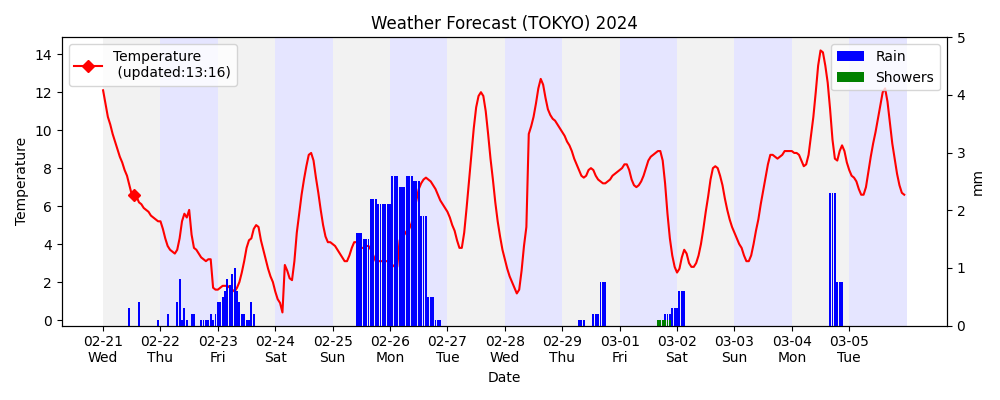 Weather Forecast (TOKYO) 2024
Temperature
(updated:13:16)
Rain
Showers
14
12
10
8
6
4
2
0
Temperature
5
4
3
2
1
0
mm
02-21 02-22 02-23 02-24 02-25 02-26 02-27 02-28 02-29 03-01 03-02 03-03 03-04 03-05
Wed Thu Fri Sat Sun Mon Tue Wed Thu Fri Sat Sun Mon Tue
Date